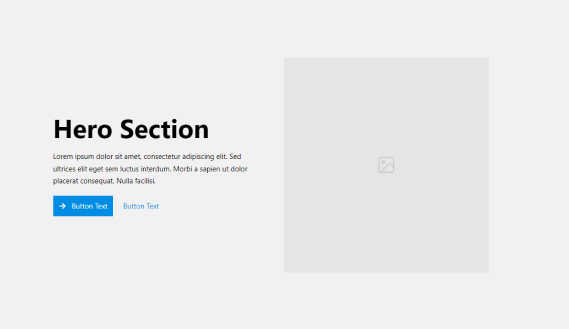 Hero Section
Lorem ipsum dolor sit amet, consectetur adipiscing elit. Sed
ultrices elit eget sem luctus interdum. Morbi a sapien ut dolor
placerat consequat. Nulla facilisi.
Button Text
Button Text